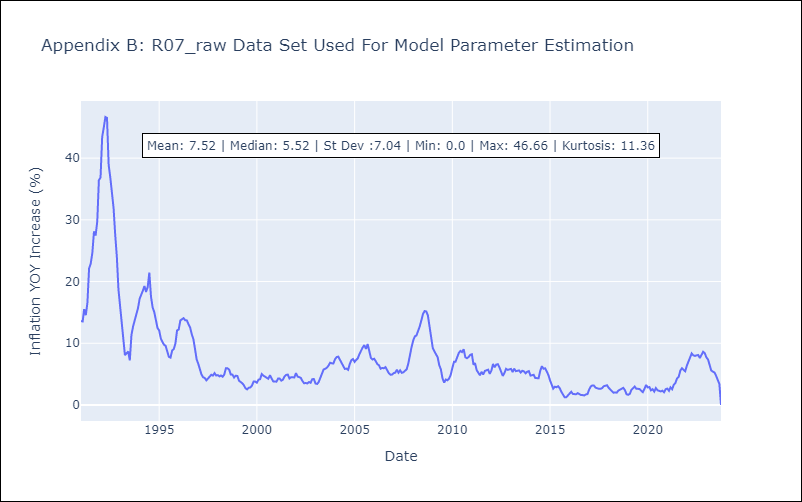 Appendix B: R07_raw Data Set Used For Model Parameter Estimation
Mean: 7.52 | Median: 5.52 | St Dev :7.04 | Min: 0.0 | Max: 46.66 | Kurtosis: 11.36
Inflation YOY Increase (%)
40
30
20
10
0
1995 2000 2005 2010 2015 2020
Date